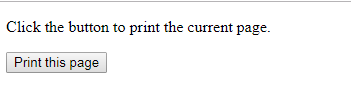 Click the button to print the current page.
Print this page